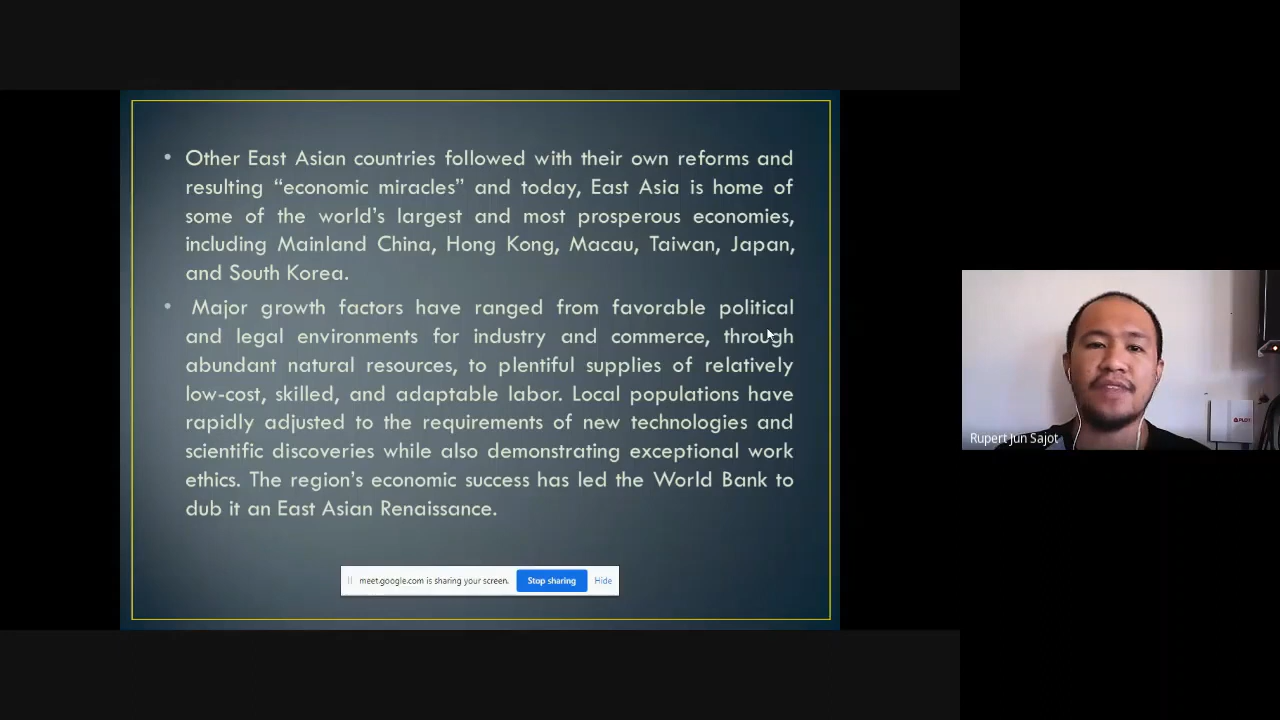 • Other East Asian countries followed with their own reforms and
resulting “economic miracles” and today, East Asia is home of
some of the world’s largest and most prosperous economies,
including Mainland China, Hong Kong, Macau, Taiwan, Japan,
and South Korea.
• Major growth factors have ranged from favorable political
and legal environments for industry and commerce, through
abundant natural resources, to plentiful supplies of relatively
low-cost, skilled, and adaptable labor. Local populations have
rapidly adjusted to the requirements of new technologies and
scientific discoveries while also demonstrating exceptional work
ethics. The region’s economic success has led the World Bank to
dub it an East Asian Renaissance.
meet.google.com is sharing your screen. Stop sharing Hide
Rupert Jun Sajot
PLDT